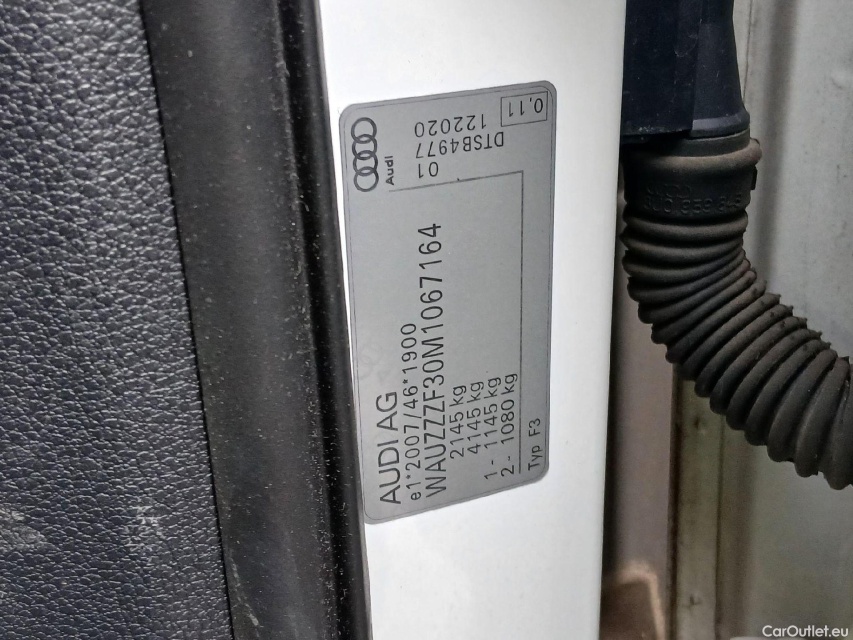 AUDI AG
e1*2007/46*1900
WAUZZZF30M1067164
2145 kg
4145 kg
1- 1145 kg
2- 1080 kg
Typ F3
Audi
01
DTSB4977
122020
0,11
CarOutlet.eu